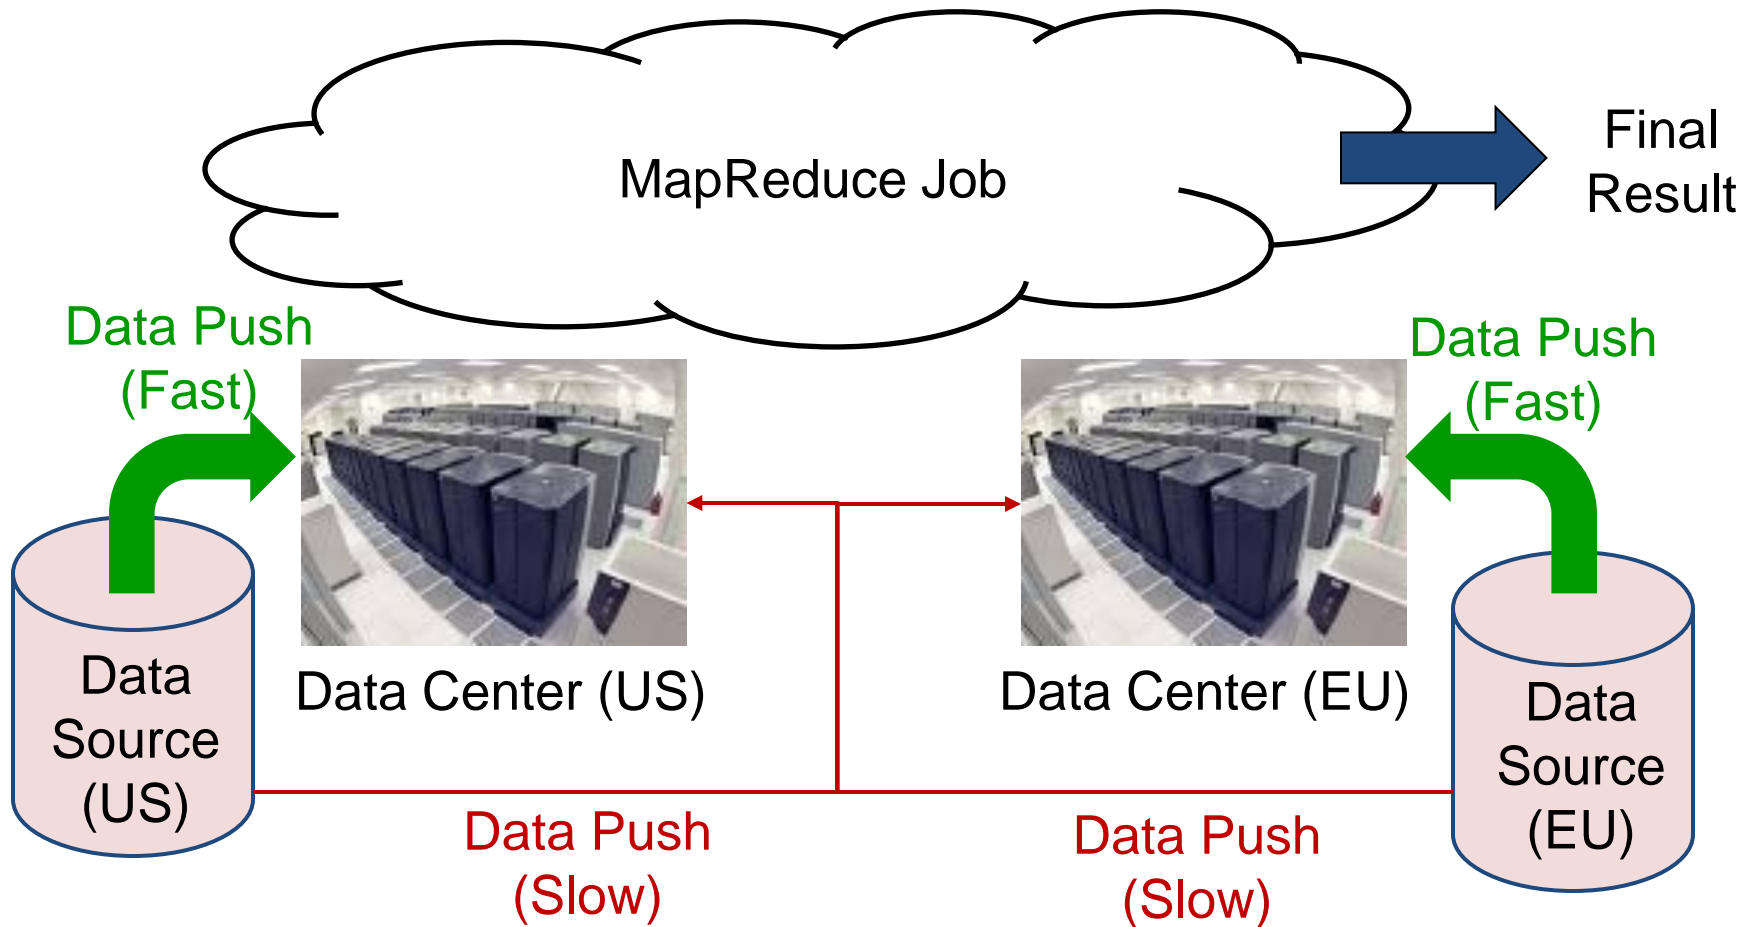 MapReduce Job
Final
Result
Data Push
(Fast)
Data Push
(Fast)
Data Center (US)
Data Center (EU)
Data
Source
(US)
Data
Source
(EU)
Data Push
(Slow)
Data Push
(Slow)